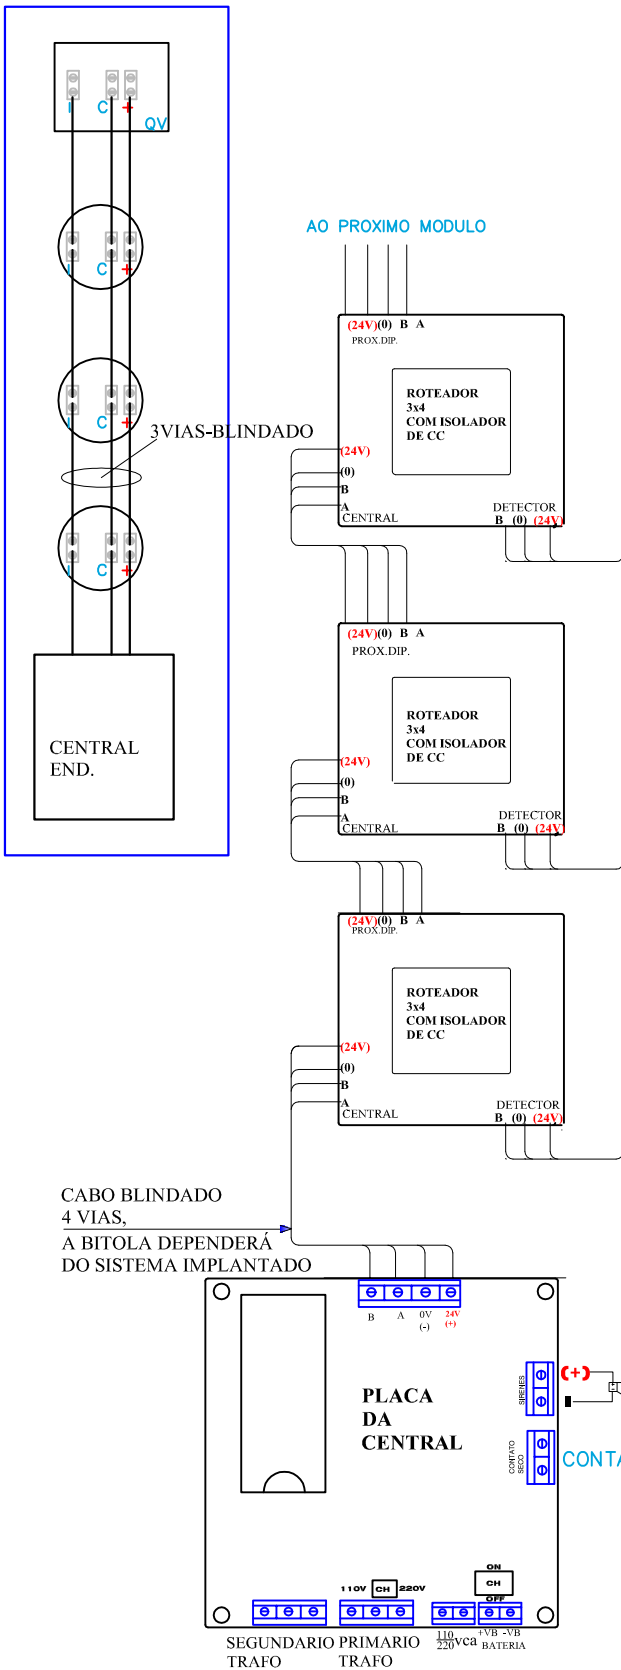 I C +
QV
I C +
I C +
3VIAS-BLINDADO
I C +
CENTRAL
END.
AO PROXIMO MODULO
(24V)(0) B A
PROX.DIP.
ROTEADOR
3x4
COM ISOLADOR
DE CC
(24V)
(0)
B
A
CENTRAL
DETECTOR
B (0) (24V)
(24V)(0) B A
PROX.DIP.
ROTEADOR
3x4
COM ISOLADOR
DE CC
(24V)
(0)
B
A
CENTRAL
DETECTOR
B (0) (24V)
(24V)(0) B A
PROX.DIP.
ROTEADOR
3x4
COM ISOLADOR
DE CC
(24V)
(0)
B
A
CENTRAL
DETECTOR
B (0) (24V)
CABO BLINDADO
4 VIAS,
A BITOLA DEPENDERÁ
DO SISTEMA IMPLANTADO
B A 0V 24V
(-) (+)
PLACA
DA
CENTRAL
SIRENES
(+)
CONTATO
SECO
ON
CH
OFF
110V CH 220V
SEGUNDARIO
TRAFO
PRIMARIO
TRAFO
110
220 vca
+VB -VB
BATERIA